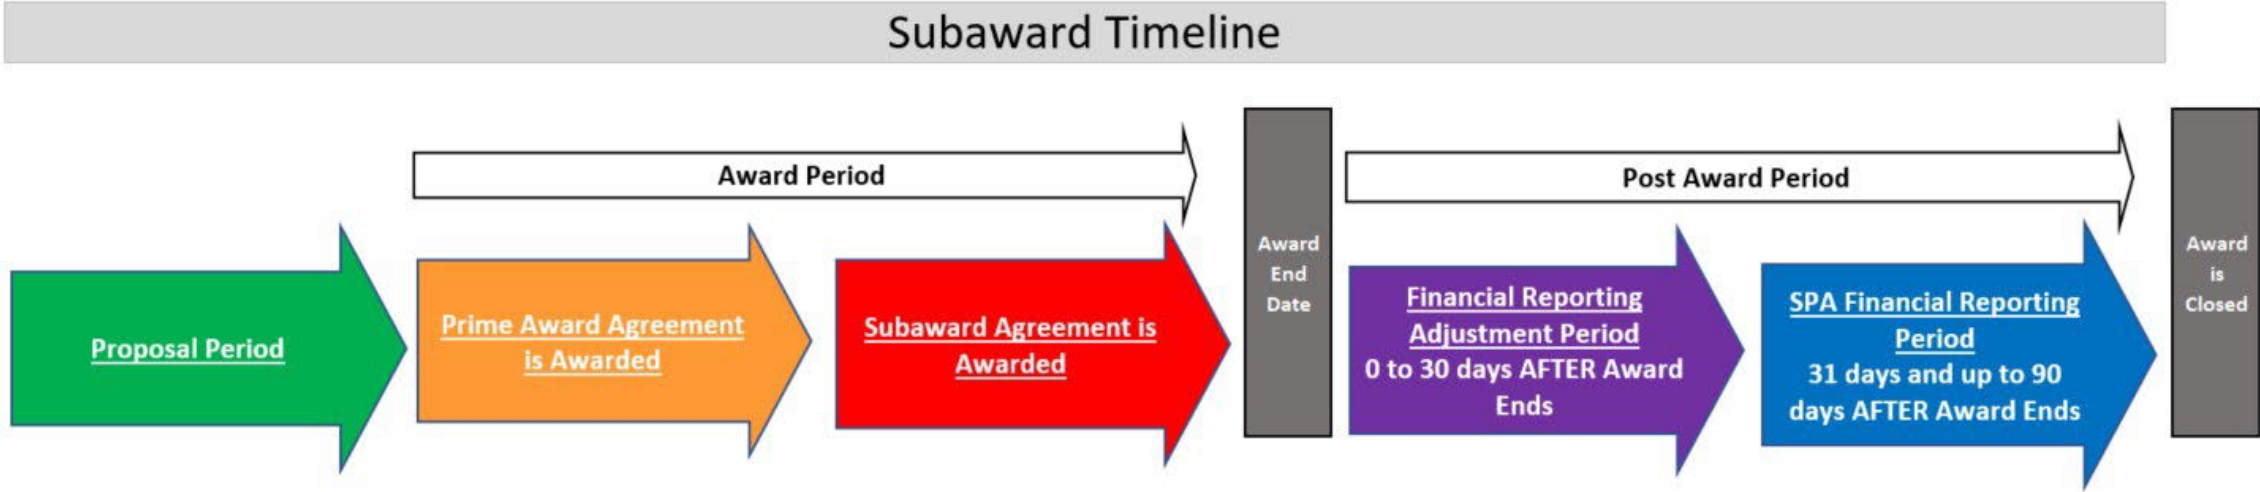 Subaward Timeline
Award Period
Post Award Period
Proposal Period
Prime Award Agreement
is Awarded
Subaward Agreement is
Awarded
Award
End
Date
Financial Reporting
Adjustment Period
0 to 30 days AFTER Award
Ends
SPA Financial Reporting
Period
31 days and up to 90
days AFTER Award Ends
Award
is
Closed